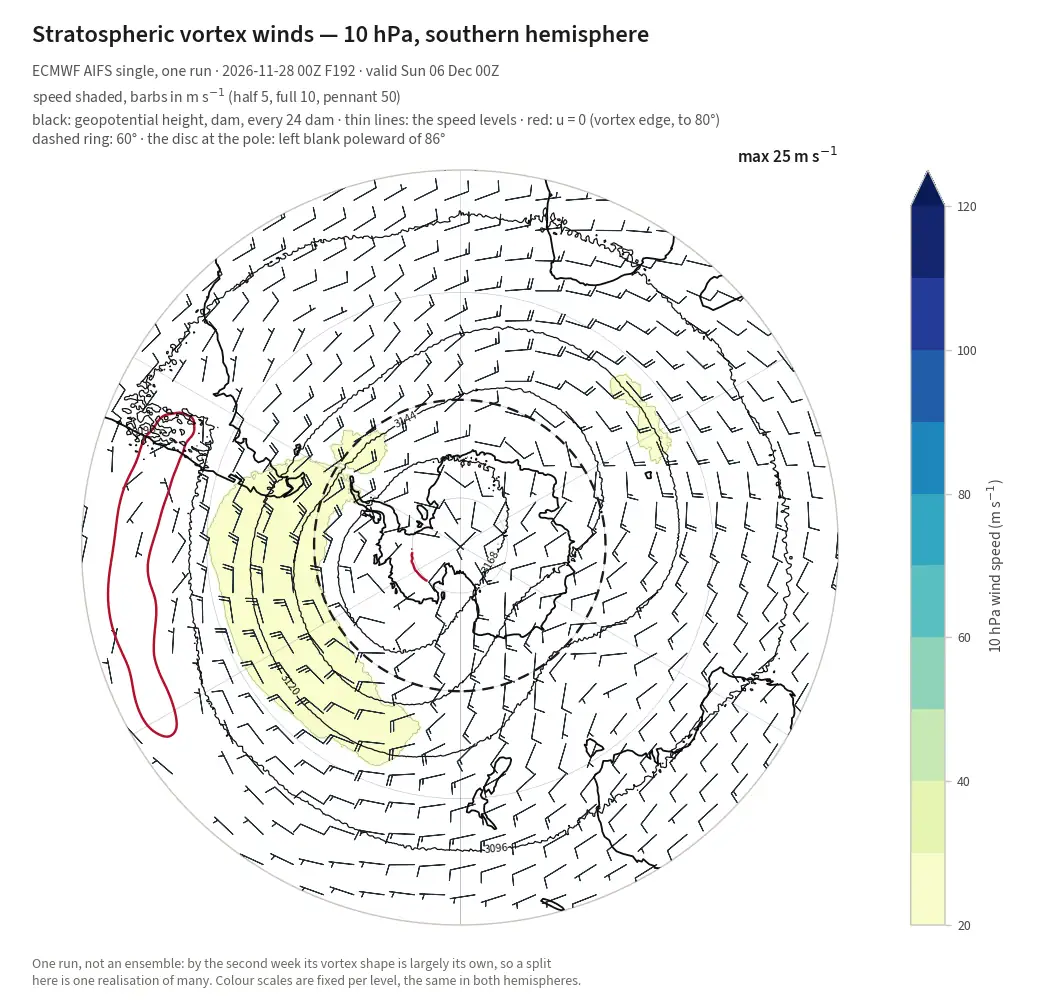 Stratospheric vortex winds — 10 hPa, southern hemisphere
ECMWF AIFS single, one run · 2026-11-28 00Z F192 · valid Sun 06 Dec 00Z
speed shaded, barbs in m s⁻¹ (half 5, full 10, pennant 50)
black: geopotential height, dam, every 24 dam · thin lines: the speed levels · red: u = 0 (vortex edge, to 80°)
dashed ring: 60° · the disc at the pole: left blank poleward of 86°
max 25 m s⁻¹
120
100
80
60
40
20
10 hPa wind speed (m s⁻¹)
3144
3168
3120
3096
One run, not an ensemble: by the second week its vortex shape is largely its own, so a split
here is one realisation of many. Colour scales are fixed per level, the same in both hemispheres.